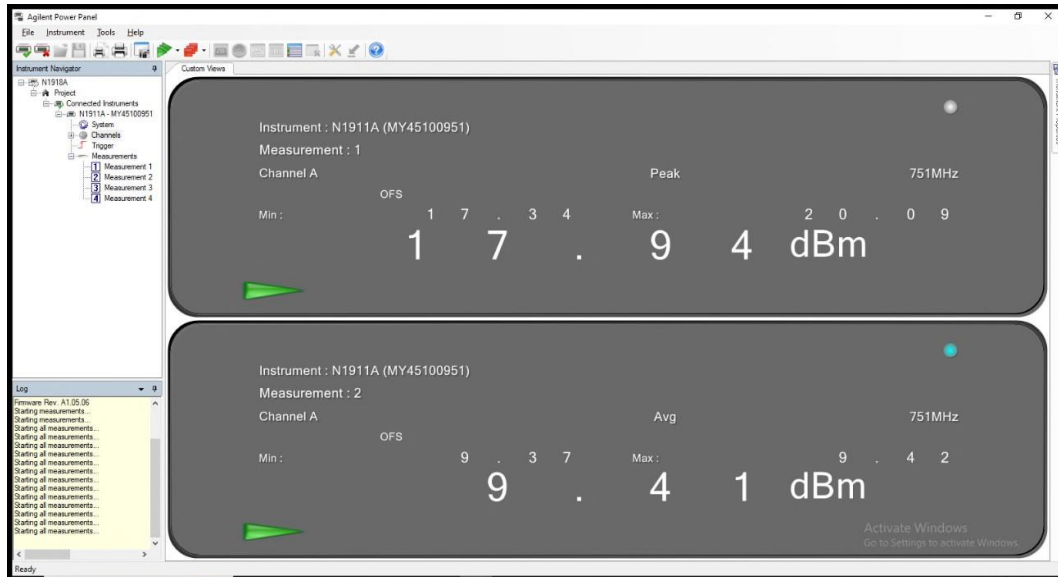 Agilent Power Panel
File Instrument Tools Help
Instrument Navigator
N1918A
Project
Connected Instruments
N1911A - MY45100951
System
Channels
Trigger
Measurements
1 Measurement 1
2 Measurement 2
3 Measurement 3
4 Measurement 4
Custom Views
Instrument : N1911A (MY45100951)
Measurement : 1
Channel A Peak 751MHz
OFS
Min : 17.34 Max : 20.09
17.94 dBm
Instrument : N1911A (MY45100951)
Measurement : 2
Channel A Avg 751MHz
OFS
Min : 9.37 Max : 9.42
9.41 dBm
Activate Windows
Go to Settings to activate Windows.
Log
Firmware Rev. A1.05.06
Starting measurements...
Starting measurements...
Starting all measurements...
Starting all measurements...
Starting all measurements...
Starting all measurements...
Starting all measurements...
Starting all measurements...
Starting all measurements...
Starting all measurements...
Starting all measurements...
Starting all measurements...
Starting all measurements...
Starting all measurements...
Ready